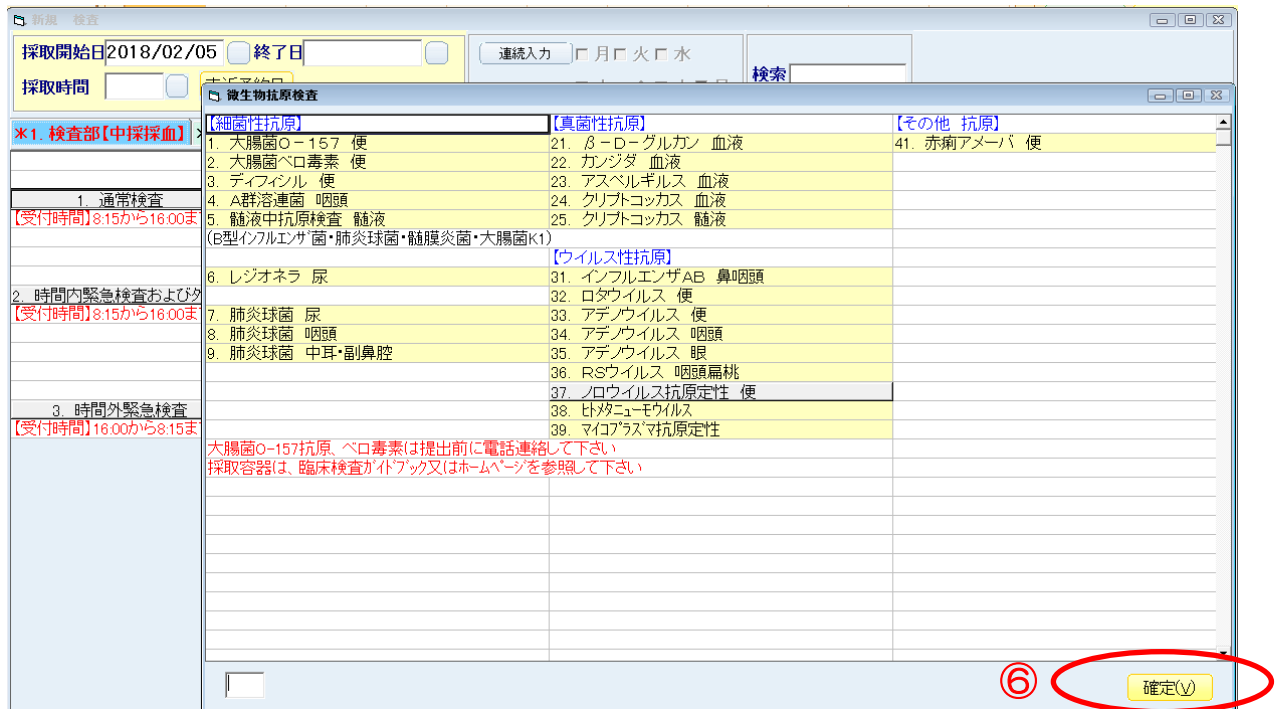 新規 検査
採取開始日2018/02/05 終了日 連続入力 月 火 水
採取時間 検索
微生物抗原検査
*1. 検査部【中採採血】
1. 通常検査
【受付時間】8:15から16:00ま
2. 時間内緊急検査および
【受付時間】8:15から16:00ま
3. 時間外緊急検査
【受付時間】16:00から8:15ま
【細菌性抗原】 【真菌性抗原】 【その他 抗原】
1. 大腸菌O-157 便 21. β-D-グルカン 血液 41. 赤痢アメーバ 便
2. 大腸菌ベロ毒素 便 22. カンジダ 血液
3. ディフィシル 便 23. アスペルギルス 血液
4. A群溶連菌 咽頭 24. クリプトコッカス 血液
5. 髄液中抗原検査 髄液 25. クリプトコッカス 髄液
(B型インフルエンザ菌・肺炎球菌・髄膜炎菌・大腸菌K1)
【ウイルス性抗原】
6. レジオネラ 尿 31. インフルエンザAB 鼻咽頭
32. ロタウイルス 便
7. 肺炎球菌 尿 33. アデノウイルス 便
8. 肺炎球菌 咽頭 34. アデノウイルス 咽頭
9. 肺炎球菌 中耳・副鼻腔 35. アデノウイルス 眼
36. RSウイルス 咽頭扁桃
37. ノロウイルス抗原定性 便
38. ヒトメタニューモウイルス
39. マイコプラズマ抗原定性
大腸菌O-157抗原、ベロ毒素は提出前に電話連絡して下さい
採取容器は、臨床検査ガイドブック又はホームページを参照して下さい
⑥ 確定(V)